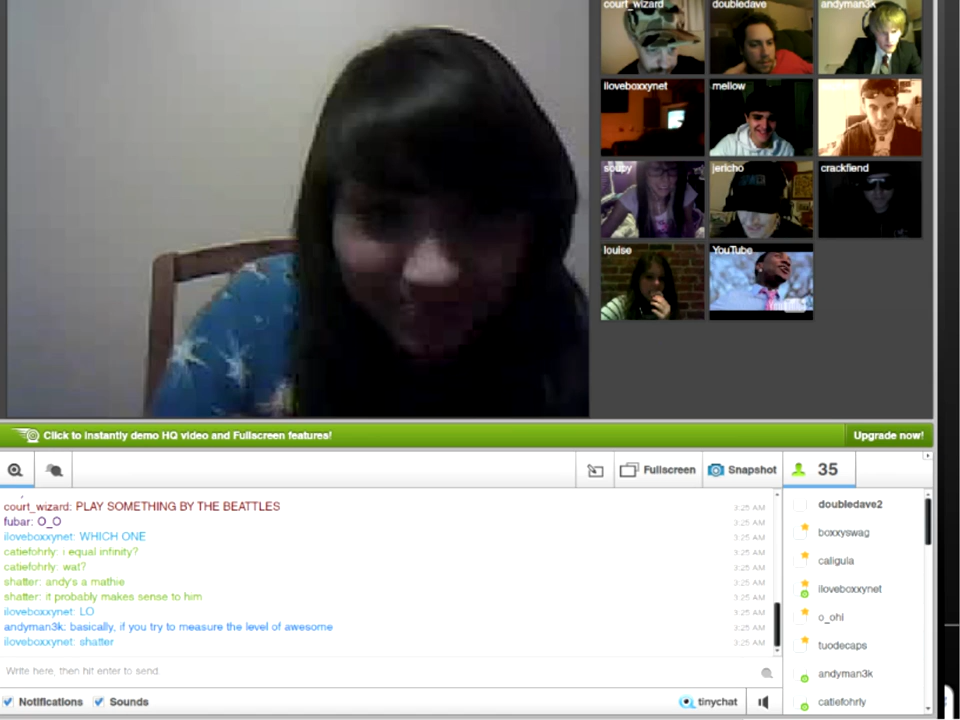 court_wizard
doubledave
andyman3k
iloveboxxynet
mellow
soupy
jericho
crackfiend
louise
YouTube
YouTube
Click to instantly demo HQ video and Fullscreen features!
Upgrade now!
Fullscreen
Snapshot
35
court_wizard: PLAY SOMETHING BY THE BEATTLES 3:25 AM
fubar: O_O 3:25 AM
iloveboxxynet: WHICH ONE 3:25 AM
catiefohrly: i equal infinity? 3:25 AM
catiefohrly: wat? 3:25 AM
shatter: andy's a mathie 3:25 AM
shatter: it probably makes sense to him 3:25 AM
iloveboxxynet: LO 3:25 AM
andyman3k: basically, if you try to measure the level of awesome 3:25 AM
iloveboxxynet: shatter 3:25 AM
Write here, then hit enter to send.
Notifications
Sounds
tinychat
doubledave2
boxxyswag
caligula
iloveboxxynet
o_ohi
tuodecaps
andyman3k
catiefohrly